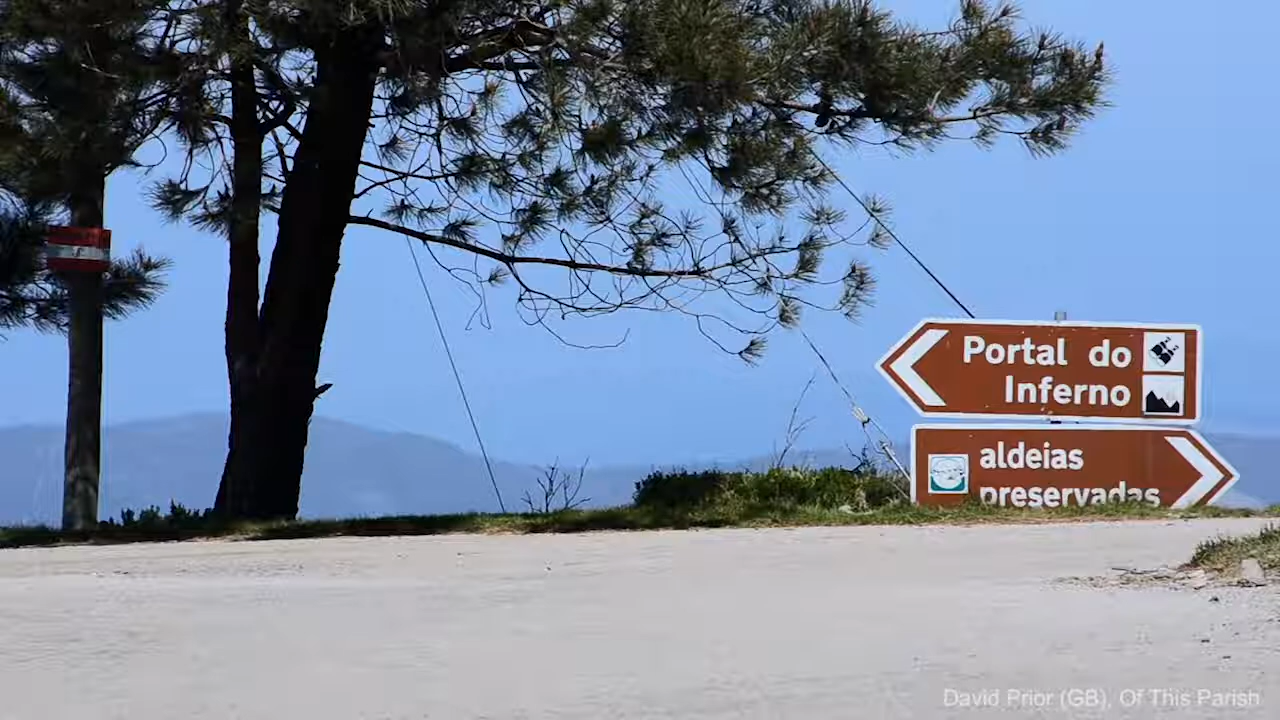 Portal do
Inferno
aldeias
preservadas
David Prior (GB), Of This Parish